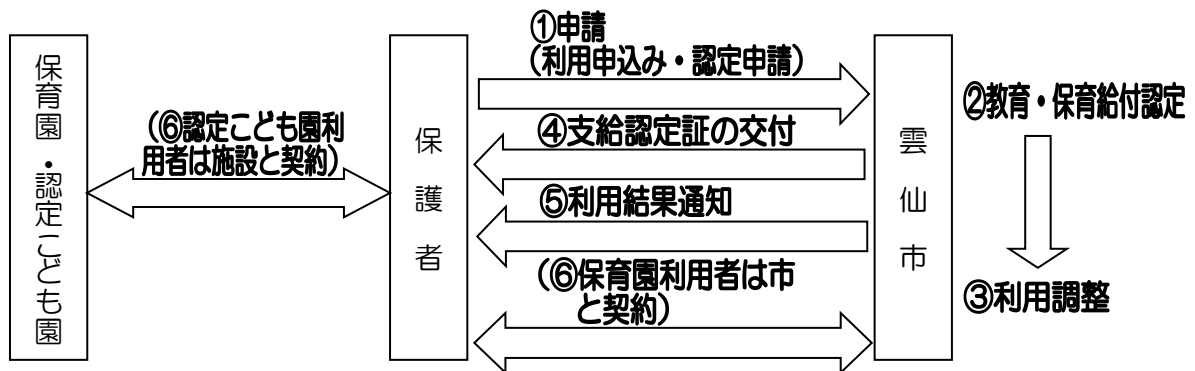 保育園・認定こども園
(⑥認定こども園利
用者は施設と契約)
保護者
①申請
(利用申込み・認定申請)
④支給認定証の交付
⑤利用結果通知
(⑥保育園利用者は市
と契約)
雲仙市
②教育・保育給付認定
③利用調整